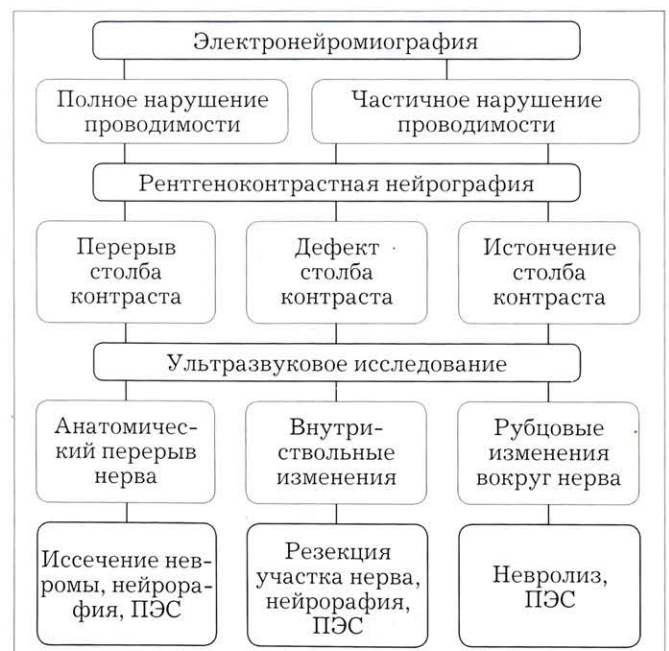 Электронейромиография
Полное нарушение
проводимости
Частичное нарушение
проводимости
Рентгеноконтрастная нейрография
Перерыв
столба
контраста
Дефект
столба
контраста
Истончение
столба
контраста
Ультразвуковое исследование
Анатомичес-
кий перерыв
нерва
Внутри-
ствольные
изменения
Рубцовые
изменения
вокруг нерва
Иссечение нев-
ромы, нейрора-
фия, ПЭС
Резекция
участка нерва,
нейрорафия,
ПЭС
Невролиз,
ПЭС